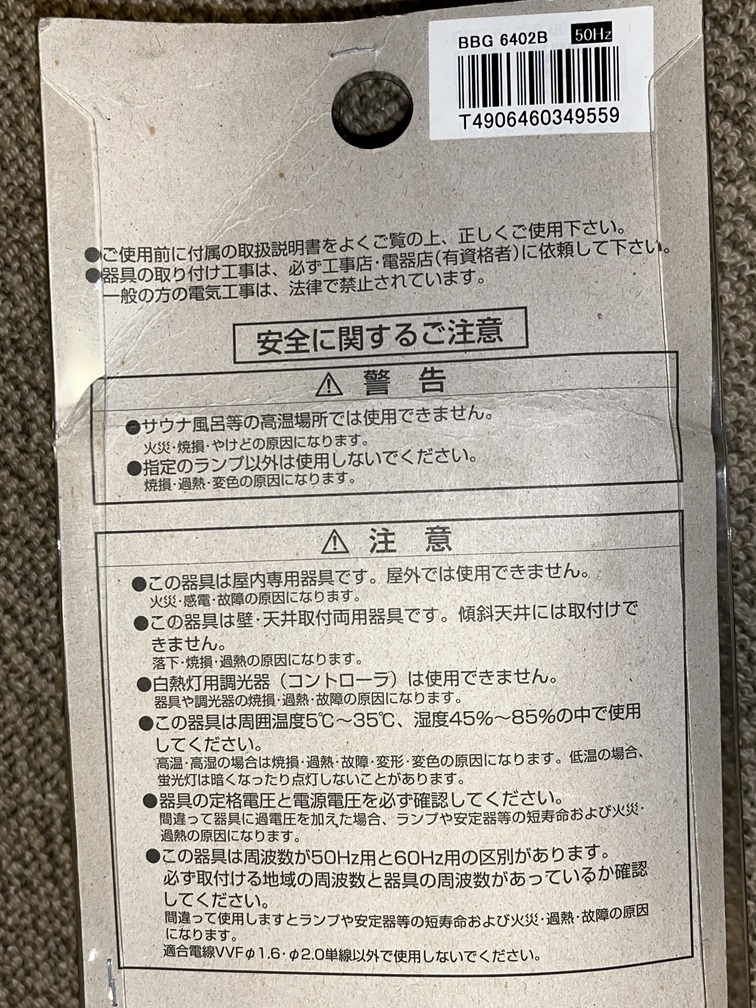 BBG 6402B 50Hz
T4906460349559
●ご使用前に付属の取扱説明書をよくご覧の上、正しくご使用下さい。
●器具の取り付け工事は、必ず工事店・電器店(有資格者)に依頼して下さい。
一般の方の電気工事は、法律で禁止されています。
安全に関するご注意
⚠ 警 告
●サウナ風呂等の高温場所では使用できません。
火災・焼損・やけどの原因になります。
●指定のランプ以外は使用しないでください。
焼損・過熱・変色の原因になります。
⚠ 注 意
●この器具は屋内専用器具です。屋外では使用できません。
火災・感電・故障の原因になります。
●この器具は壁・天井取付両用器具です。傾斜天井には取付けで
きません。
落下・焼損・過熱の原因になります。
●白熱灯用調光器（コントローラ）は使用できません。
器具や調光器の焼損・過熱・故障の原因になります。
●この器具は周囲温度5℃～35℃、湿度45%～85%の中で使用
してください。
高温・高湿の場合は焼損・過熱・故障・変形・変色の原因になります。低温の場合、
蛍光灯は暗くなったり点灯しないことがあります。
●器具の定格電圧と電源電圧を必ず確認してください。
間違って器具に過電圧を加えた場合、ランプや安定器等の短寿命および火災・
過熱の原因になります。
●この器具は周波数が50Hz用と60Hz用の区別があります。
必ず取付ける地域の周波数と器具の周波数があっているか確認
してください。
間違って使用しますとランプや安定器等の短寿命および火災・過熱・故障の原因
になります。
適合電線VVFφ1.6・φ2.0単線以外で使用しないでください。